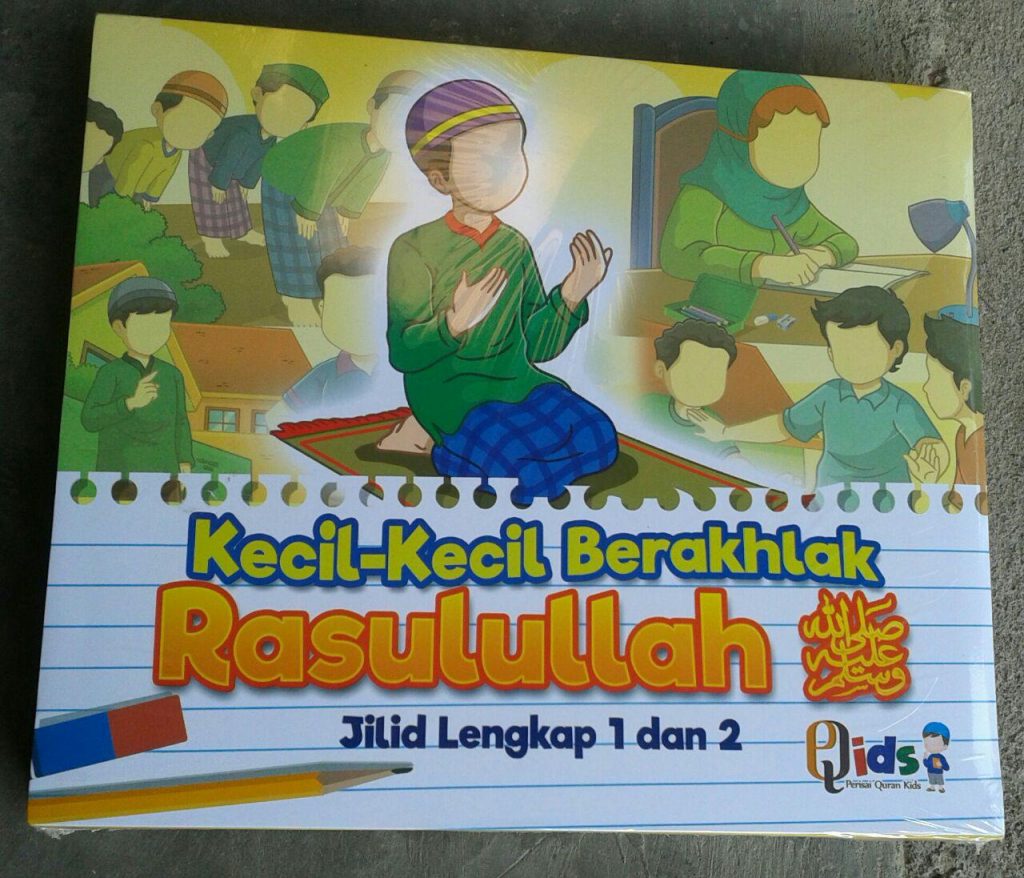 Kecil-Kecil Berakhlak
Rasulullah
صلى الله
عليه
وسلم
Jilid Lengkap 1 dan 2
PQids
Perisai Quran Kids